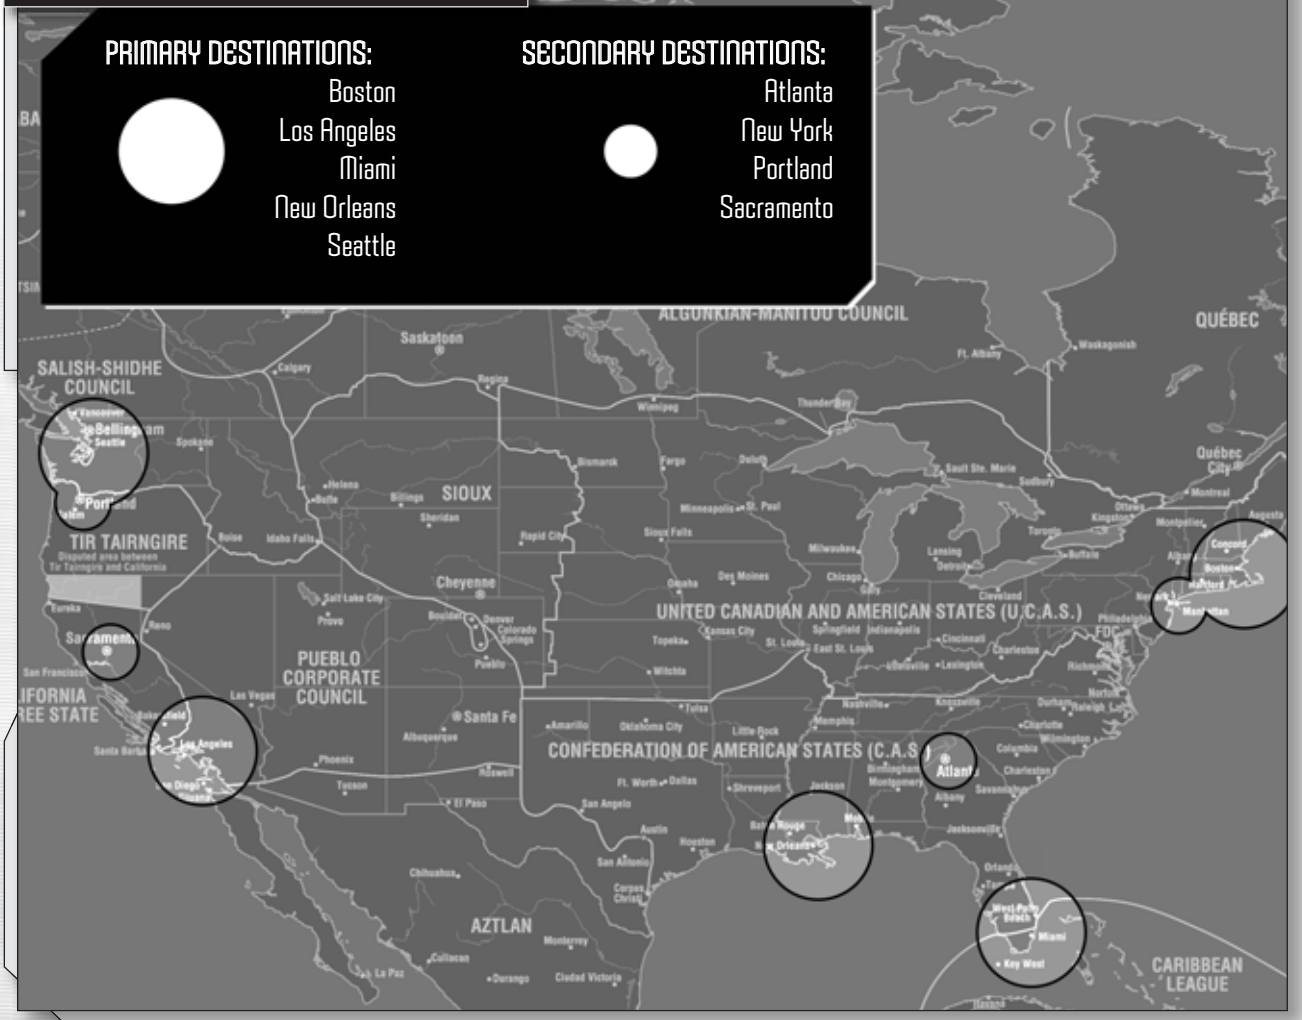 PRIMARY DESTINATIONS:
Boston
Los Angeles
Miami
New Orleans
Seattle
SECONDARY DESTINATIONS:
Atlanta
New York
Portland
Sacramento
ALGONKIAN-MANITOU COUNCIL
QUÉBEC
Saskatoon
Waskagonish
Ft. Albany
SALISH-SHIDHE
COUNCIL
Calgary
Regina
Winnipeg
Thunder Bay
Vancouver
Bellingham
Seattle
Spokane
Bismarck
Fargo
Duluth
Sault Ste. Marie
Sudbury
Québec
City
Montreal
Helena
Butte
Billings
SIOUX
Sheridan
Portland
Salem
Minneapolis
St. Paul
Ottawa
Kingston
Montpelier
Augusta
TIR TAIRNGIRE
Disputed area between
Tir Tairngire and California
Boise
Idaho Falls
Rapid City
Sioux Falls
Toronto
Milwaukee
Lansing
Detroit
Buffalo
Albany
Concord
Boston
Hartford
Cheyenne
Omaha
Des Moines
Chicago
Gary
Cleveland
Manhattan
Eureka
Salt Lake City
Provo
Boulder
Denver
Colorado
Springs
UNITED CANADIAN AND AMERICAN STATES (U.C.A.S.)
Philadelphia
FDC
Reno
Sacramento
Topeka
Kansas City
St. Louis
Springfield
Indianapolis
East St. Louis
Cincinnati
Charleston
San Francisco
PUEBLO
CORPORATE
COUNCIL
Pueblo
Wichita
Louisville
Lexington
Richmond
Norfolk
IFORNIA
REE STATE
Las Vegas
Santa Fe
Tulsa
Nashville
Knoxville
Durham
Raleigh
Bakersfield
Amarillo
Oklahoma City
Little Rock
Memphis
Charlotte
Wilmington
Santa Barba
Los Angeles
Albuquerque
CONFEDERATION OF AMERICAN STATES (C.A.S.)
Columbia
Phoenix
Roswell
Birmingham
Atlanta
Charleston
San Diego
Tijuana
Tucson
Ft. Worth
Dallas
Shreveport
Jackson
Montgomery
Savannah
Albany
El Paso
San Angelo
Austin
Baton Rouge
Mobile
Jacksonville
Houston
New Orleans
San Antonio
Orlando
Chihuahua
Corpus
Christi
Tampa
West Palm
Beach
Miami
AZTLAN
Monterrey
Key West
Culiacan
CARIBBEAN
LEAGUE
La Paz
Durango
Ciudad Victoria
Havana